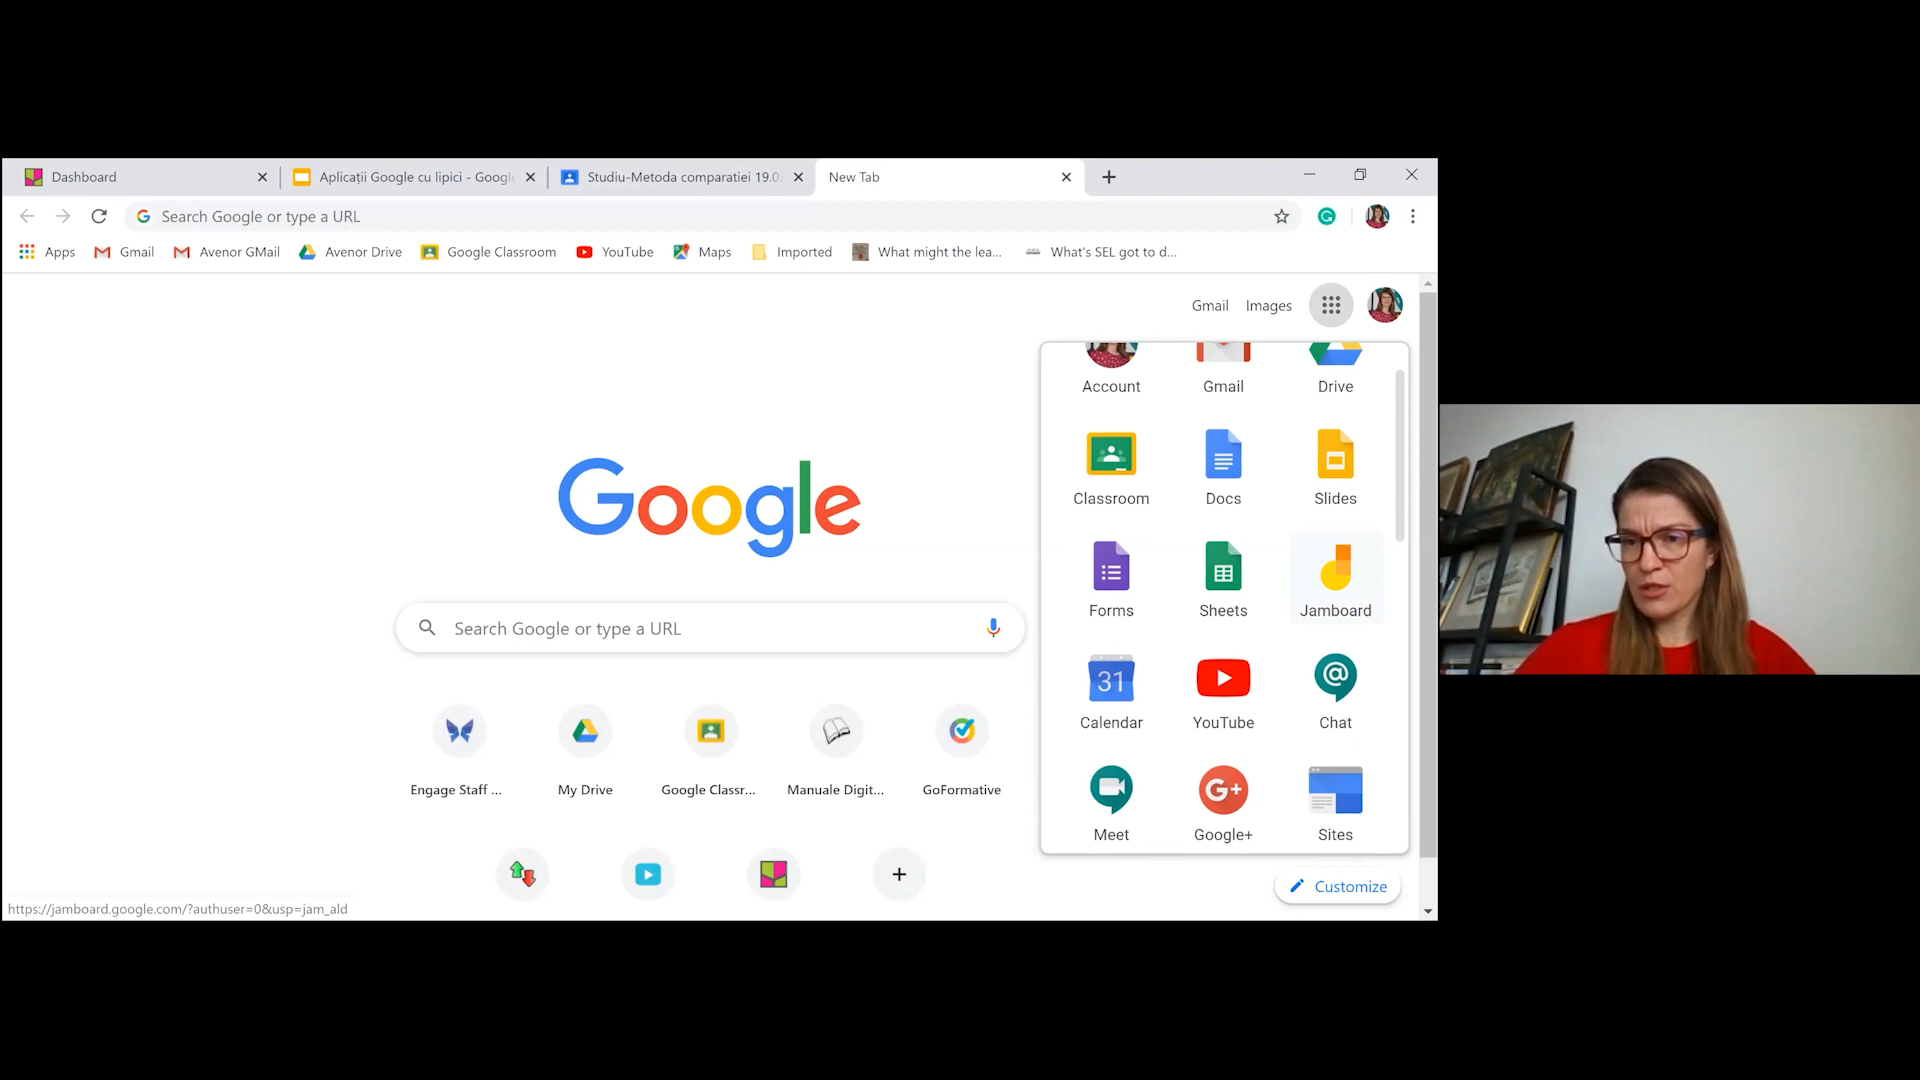 Dashboard
Aplicații Google cu lipici - Googl
Studiu-Metoda comparatiei 19.0
New Tab
Search Google or type a URL
Apps
Gmail
Avenor GMail
Avenor Drive
Google Classroom
YouTube
Maps
Imported
What might the lea...
What's SEL got to d...
Gmail
Images
Account
Gmail
Drive
Classroom
Docs
Slides
Google
Forms
Sheets
Jamboard
Search Google or type a URL
31
Calendar
YouTube
Chat
Engage Staff ...
My Drive
Google Classr...
Manuale Digit...
GoFormative
G+
Meet
Google+
Sites
Customize
https://jamboard.google.com/?authuser=0&usp=jam_ald